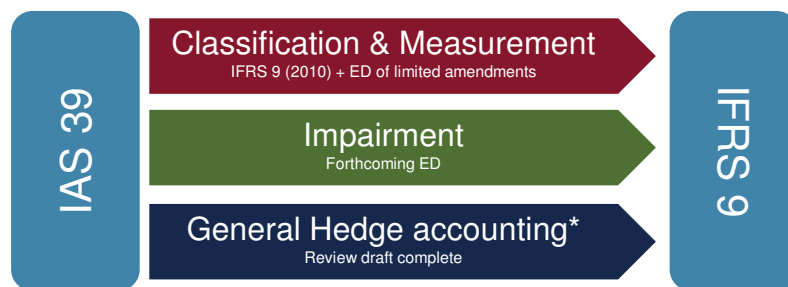 IAS 39
Classification & Measurement
IFRS 9 (2010) + ED of limited amendments
Impairment
Forthcoming ED
General Hedge accounting*
Review draft complete
IFRS 9